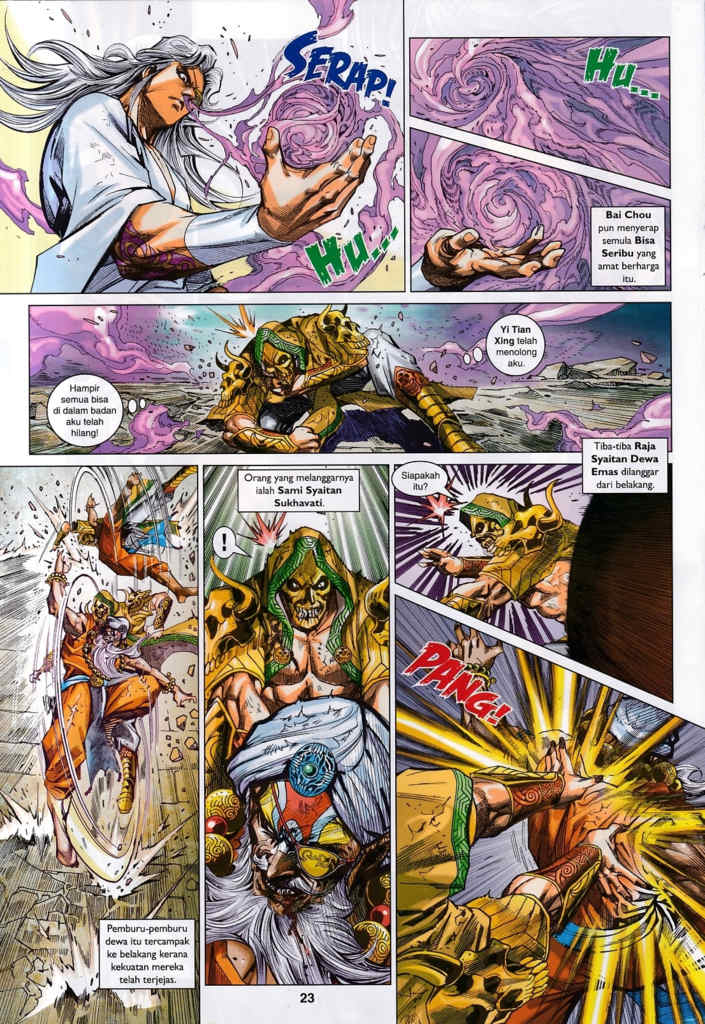 SERAP!
HU...
HU...
Bai Chou
pun menyerap
semula Bisa
Seribu yang
amat berharga
itu.
Yi Tian
Xing telah
menolong
aku.
Hampir
semua bisa
di dalam badan
aku telah
hilang!
Tiba-tiba Raja
Syaitan Dewa
Emas dilanggar
dari belakang.
Pemburu-pemburu
dewa itu tercampak
ke belakang kerana
kekuatan mereka
telah terjejas.
Orang yang melanggarnya
ialah Sami Syaitan
Sukhavati.
!
Siapakah
itu?
PANG!
23